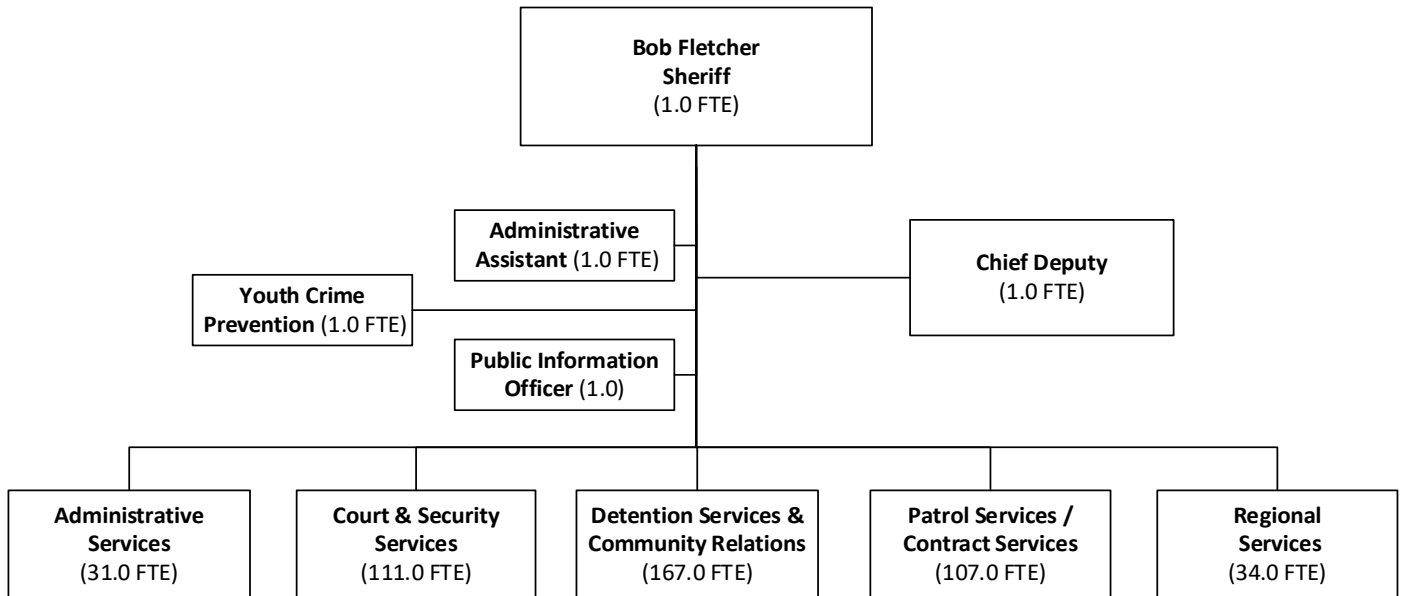 Bob Fletcher
Sheriff
(1.0 FTE)
Administrative
Assistant (1.0 FTE)
Chief Deputy
(1.0 FTE)
Youth Crime
Prevention (1.0 FTE)
Public Information
Officer (1.0)
Administrative
Services
(31.0 FTE)
Court & Security
Services
(111.0 FTE)
Detention Services &
Community Relations
(167.0 FTE)
Patrol Services /
Contract Services
(107.0 FTE)
Regional
Services
(34.0 FTE)